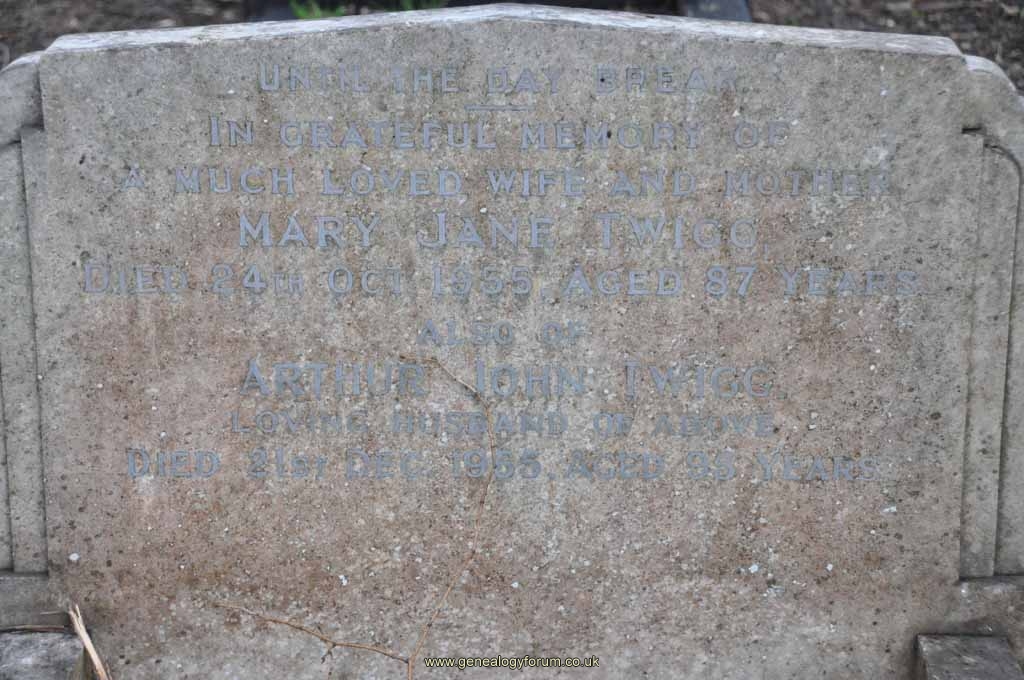 UNTIL THE DAY BREAK.
IN GRATEFUL MEMORY OF
A MUCH LOVED WIFE AND MOTHER
MARY JANE TWIGG,
DIED 24TH OCT. 1955, AGED 87 YEARS.
ALSO OF
ARTHUR JOHN TWIGG.
LOVING HUSBAND OF ABOVE.
DIED 21ST DEC. 1955, AGED 95 YEARS.
www.genealogyforum.co.uk